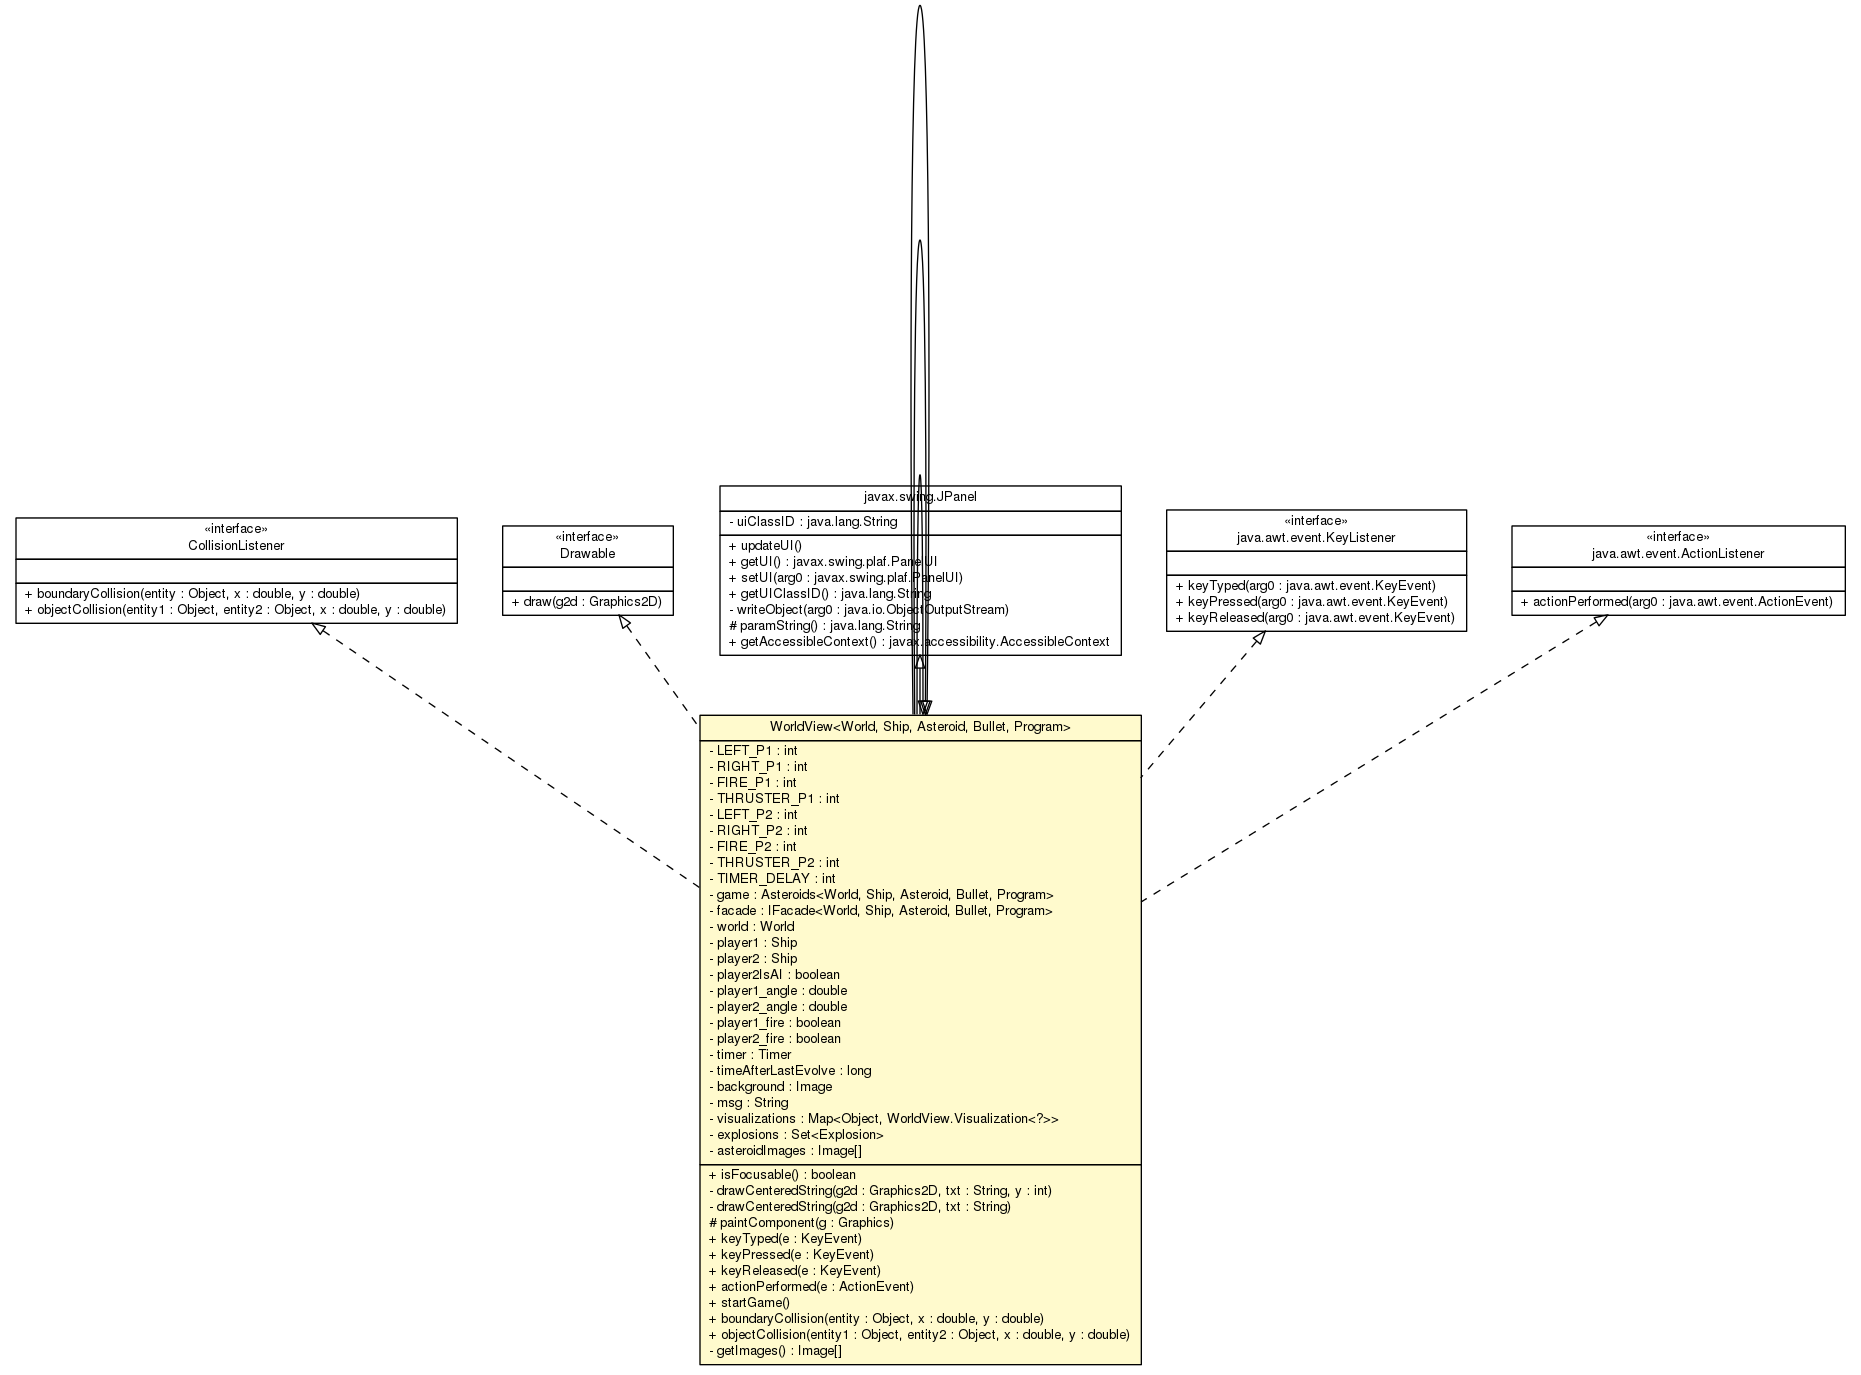 «interface»
CollisionListener
+ boundaryCollision(entity : Object, x : double, y : double)
+ objectCollision(entity1 : Object, entity2 : Object, x : double, y : double)
«interface»
Drawable
+ draw(g2d : Graphics2D)
javax.swing.JPanel
- uiClassID : java.lang.String
+ updateUI()
+ getUI() : javax.swing.plaf.PanelUI
+ setUI(arg0 : javax.swing.plaf.PanelUI)
+ getUIClassID() : java.lang.String
- writeObject(arg0 : java.io.ObjectOutputStream)
# paramString() : java.lang.String
+ getAccessibleContext() : javax.accessibility.AccessibleContext
«interface»
java.awt.event.KeyListener
+ keyTyped(arg0 : java.awt.event.KeyEvent)
+ keyPressed(arg0 : java.awt.event.KeyEvent)
+ keyReleased(arg0 : java.awt.event.KeyEvent)
«interface»
java.awt.event.ActionListener
+ actionPerformed(arg0 : java.awt.event.ActionEvent)
WorldView<World, Ship, Asteroid, Bullet, Program>
- LEFT_P1 : int
- RIGHT_P1 : int
- FIRE_P1 : int
- THRUSTER_P1 : int
- LEFT_P2 : int
- RIGHT_P2 : int
- FIRE_P2 : int
- THRUSTER_P2 : int
- TIMER_DELAY : int
- game : Asteroids<World, Ship, Asteroid, Bullet, Program>
- facade : IFacade<World, Ship, Asteroid, Bullet, Program>
- world : World
- player1 : Ship
- player2 : Ship
- player2IsAI : boolean
- player1_angle : double
- player2_angle : double
- player1_fire : boolean
- player2_fire : boolean
- timer : Timer
- timeAfterLastEvolve : long
- background : Image
- msg : String
- visualizations : Map<Object, WorldView.Visualization<?>>
- explosions : Set<Explosion>
- asteroidImages : Image[]
+ isFocusable() : boolean
- drawCenteredString(g2d : Graphics2D, txt : String, y : int)
- drawCenteredString(g2d : Graphics2D, txt : String)
# paintComponent(g : Graphics)
+ keyTyped(e : KeyEvent)
+ keyPressed(e : KeyEvent)
+ keyReleased(e : KeyEvent)
+ actionPerformed(e : ActionEvent)
+ startGame()
+ boundaryCollision(entity : Object, x : double, y : double)
+ objectCollision(entity1 : Object, entity2 : Object, x : double, y : double)
- getImages() : Image[]